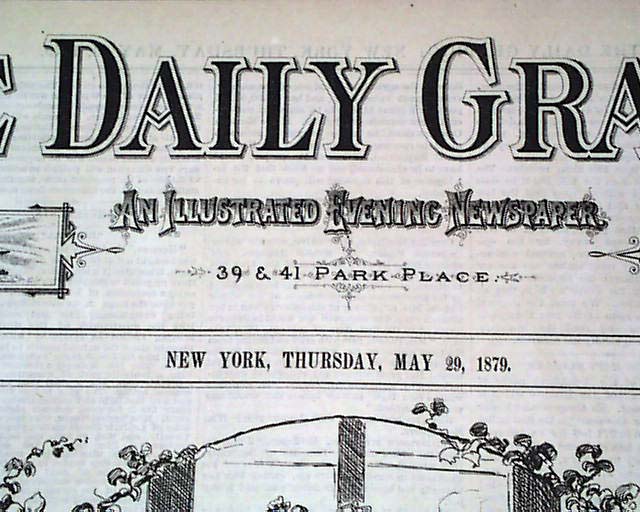 E DAILY GRA
AN ILLUSTRATED EVENING NEWSPAPER.
39 & 41 PARK PLACE.
NEW YORK, THURSDAY, MAY 29, 1879.